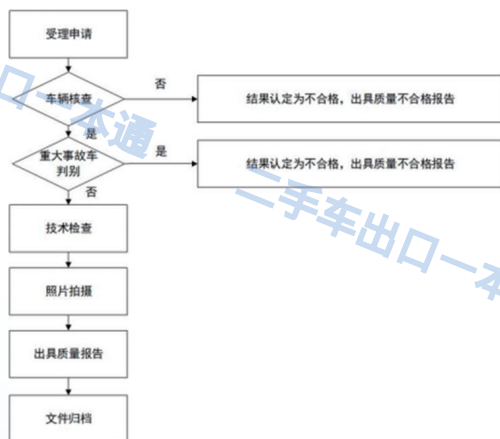 受理申请
车辆核查
否
结果认定为不合格，出具质量不合格报告
是
重大事故车
判别
是
结果认定为不合格，出具质量不合格报告
否
技术检查
照片拍摄
出具质量报告
文件归档
口一本通
二手车出口一本